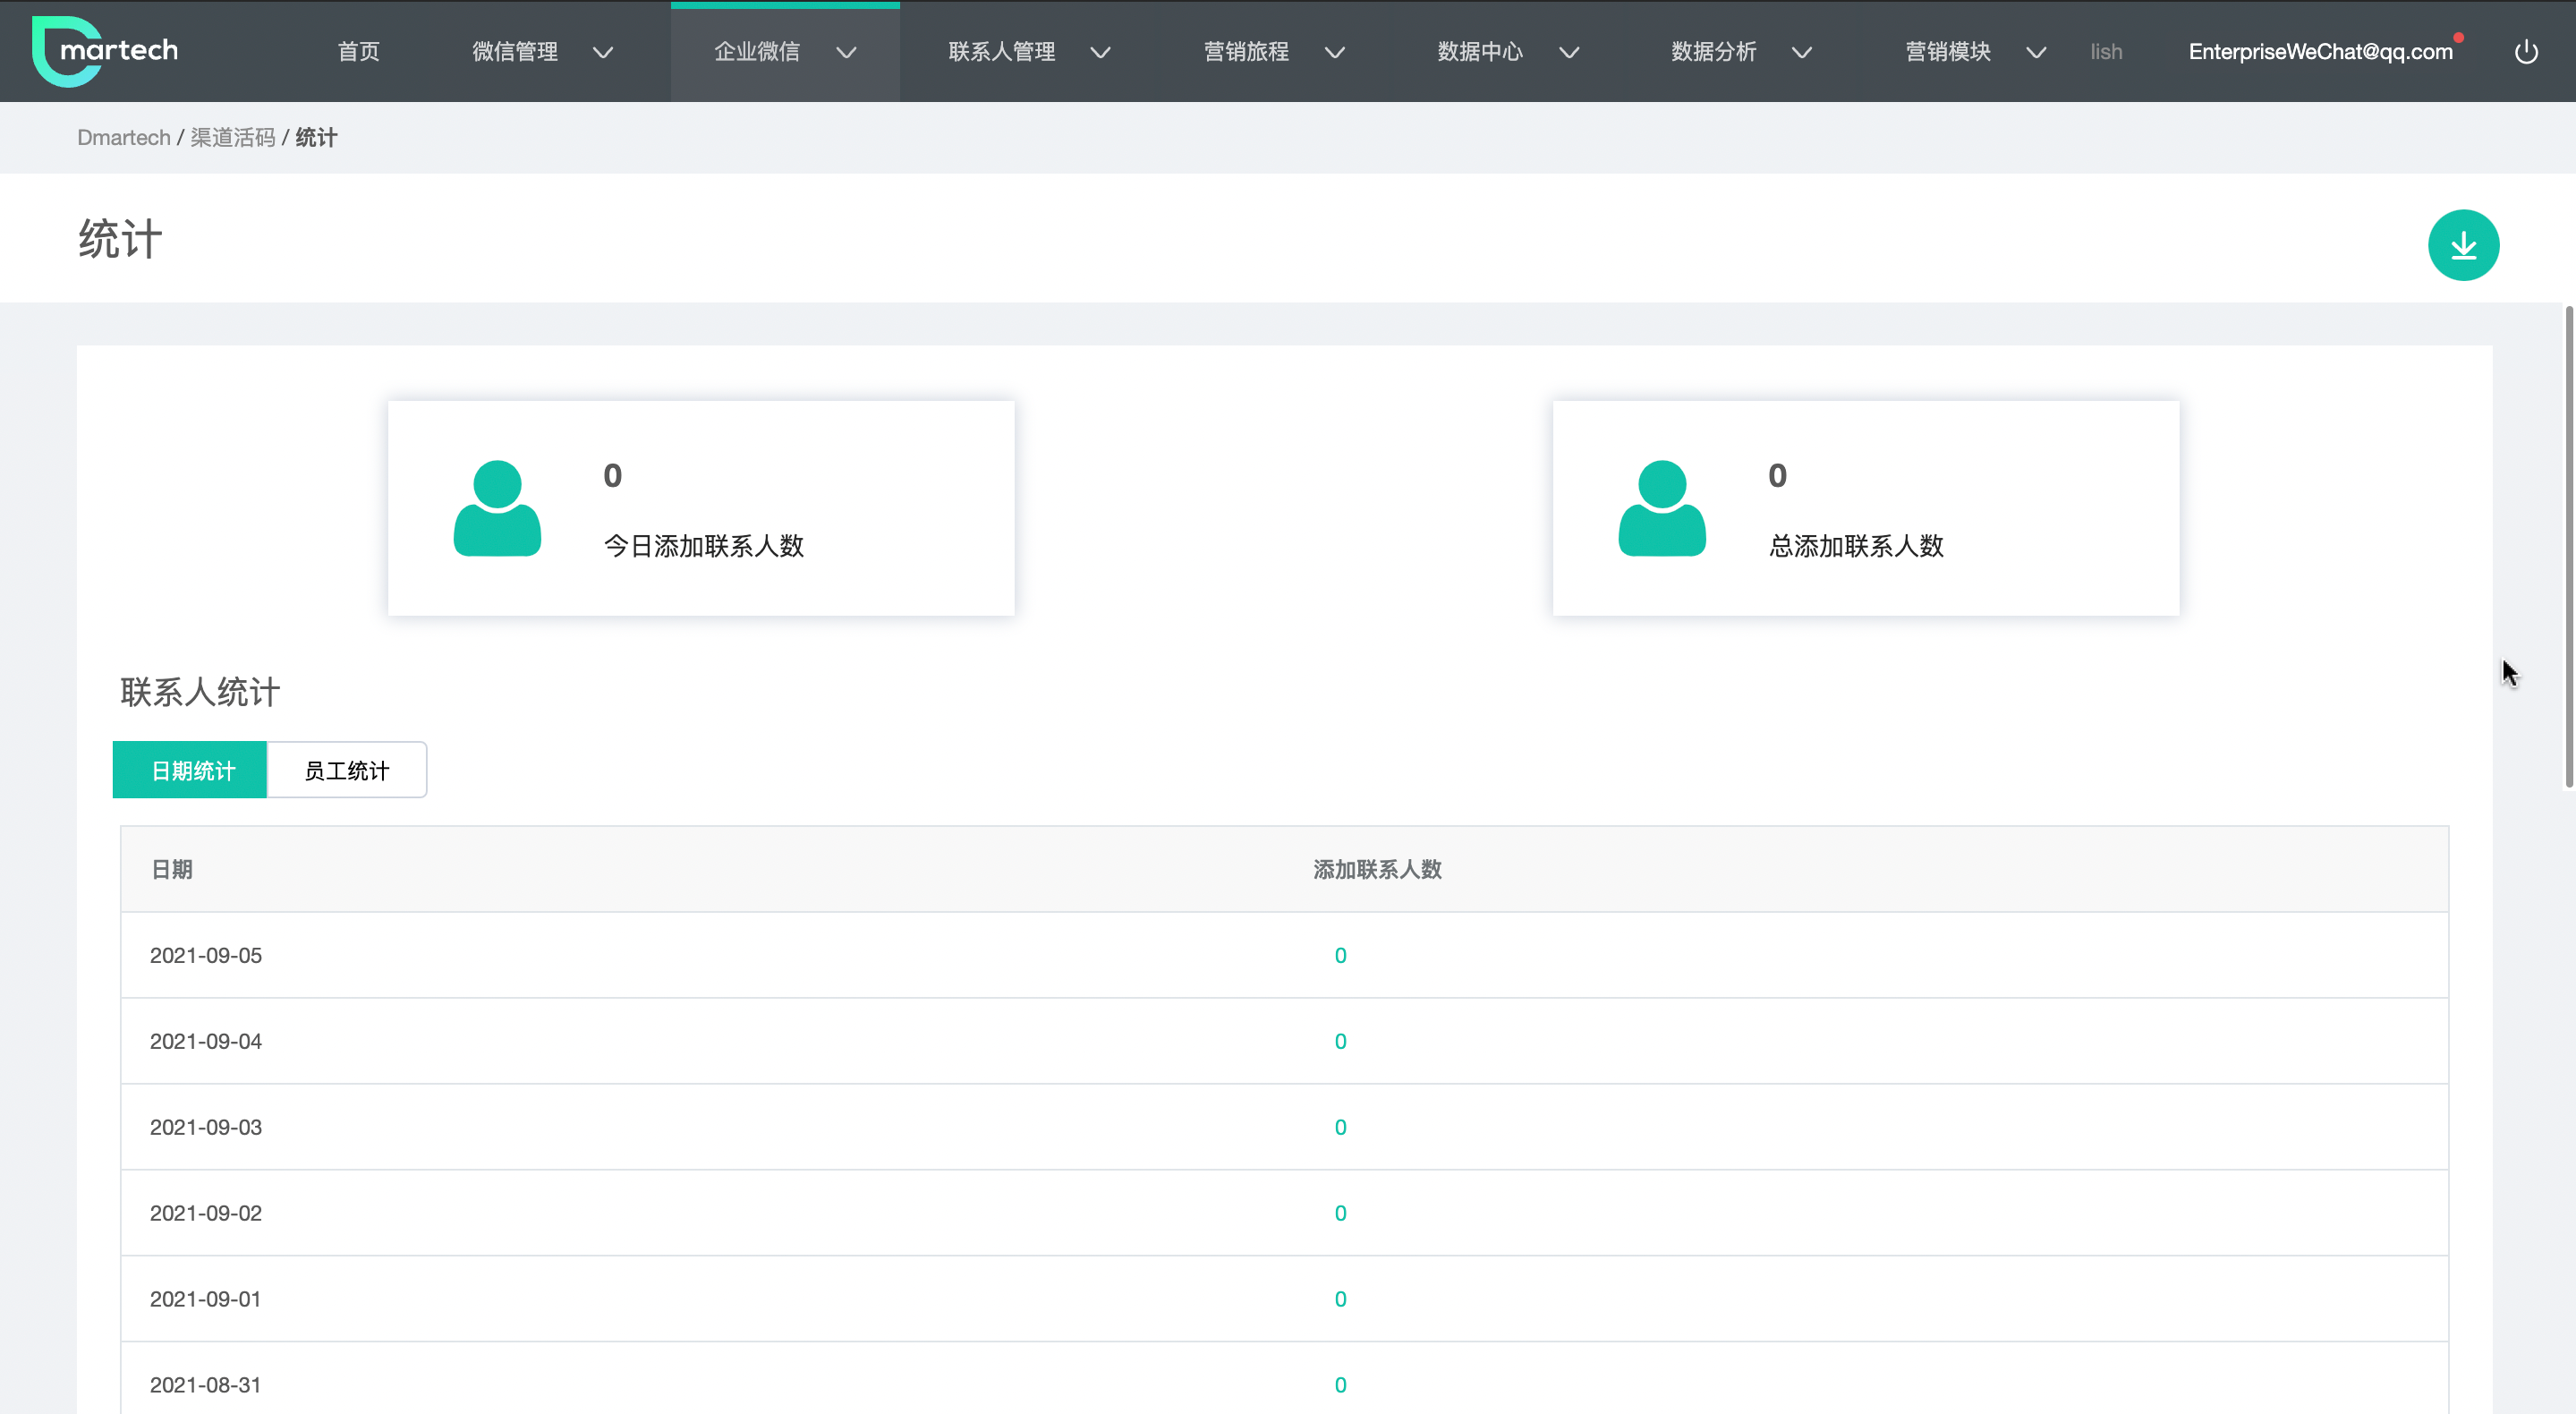 martech 首页 微信管理 企业微信 联系人管理 营销旅程 数据中心 数据分析 营销模块 lish EnterpriseWeChat@qq.com
Dmartech / 渠道活码 / 统计
统计
0
今日添加联系人数
0
总添加联系人数
联系人统计
日期统计 员工统计
日期 添加联系人数
2021-09-05 0
2021-09-04 0
2021-09-03 0
2021-09-02 0
2021-09-01 0
2021-08-31 0